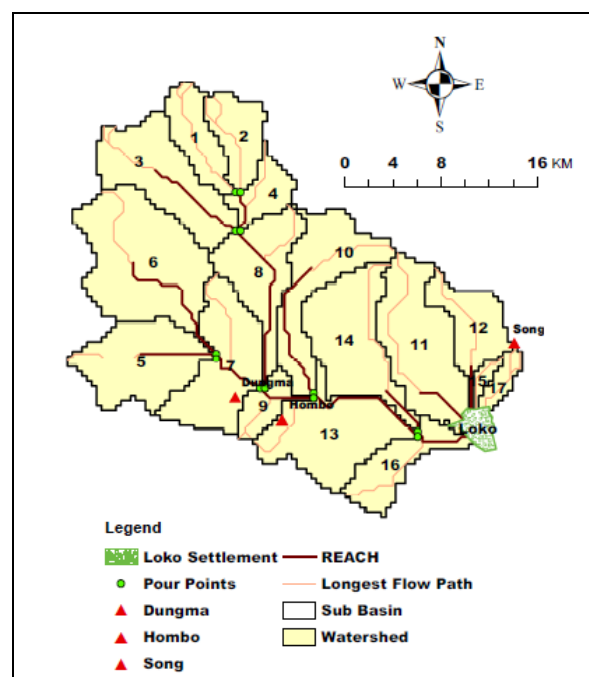 N
W E
S
0 4 8 16 KM
1
2
3
4
10
6
8
12
Song
14
11
5
7
15
17
Dungma
9
Hombo
13
Loko
16
Legend
Loko Settlement
REACH
Pour Points
Longest Flow Path
Dungma
Sub Basin
Hombo
Watershed
Song